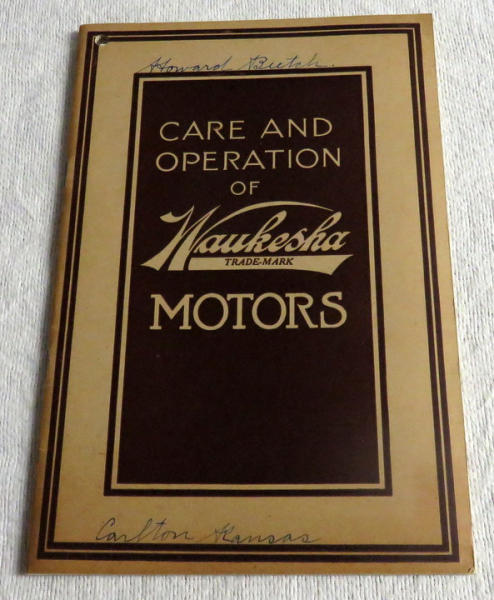 Howard Buetch
CARE AND
OPERATION
OF
Waukesha
TRADE-MARK
MOTORS
Carlton Kansas